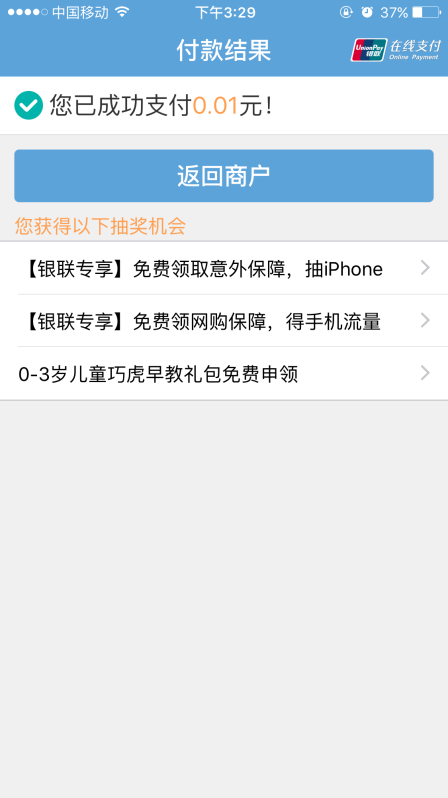 中国移动
下午3:29
37%
付款结果
UnionPay
银联
在线支付
Online Payment
您已成功支付0.01元！
返回商户
您获得以下抽奖机会
【银联专享】免费领取意外保障，抽iPhone
【银联专享】免费领网购保障，得手机流量
0-3岁儿童巧虎早教礼包免费申领